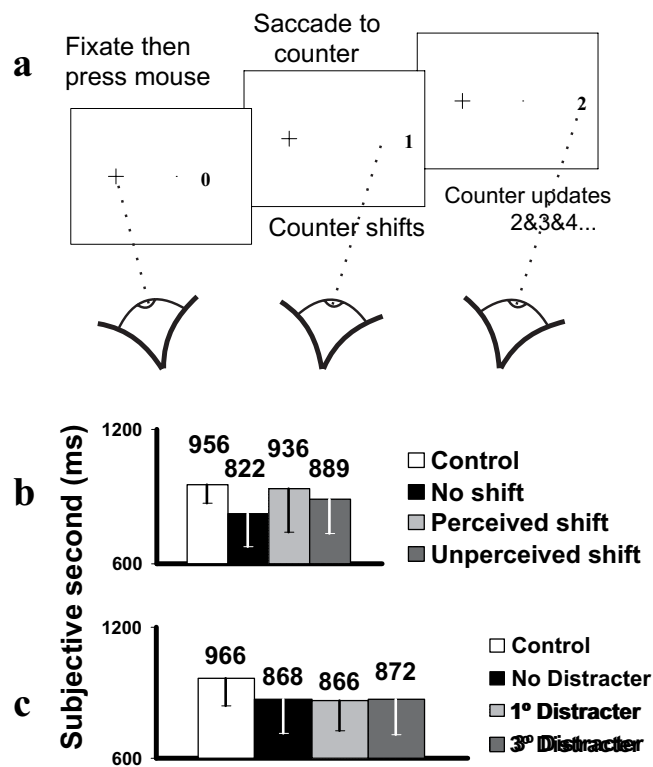 a
Fixate then
press mouse
Saccade to
counter
0
1
2
Counter shifts
Counter updates
2&3&4...
b
Subjective second (ms)
1200
600
956
822
936
889
Control
No shift
Perceived shift
Unperceived shift
c
1200
600
966
868
866
872
Control
No Distracter
1º Distracter
3º Distracter